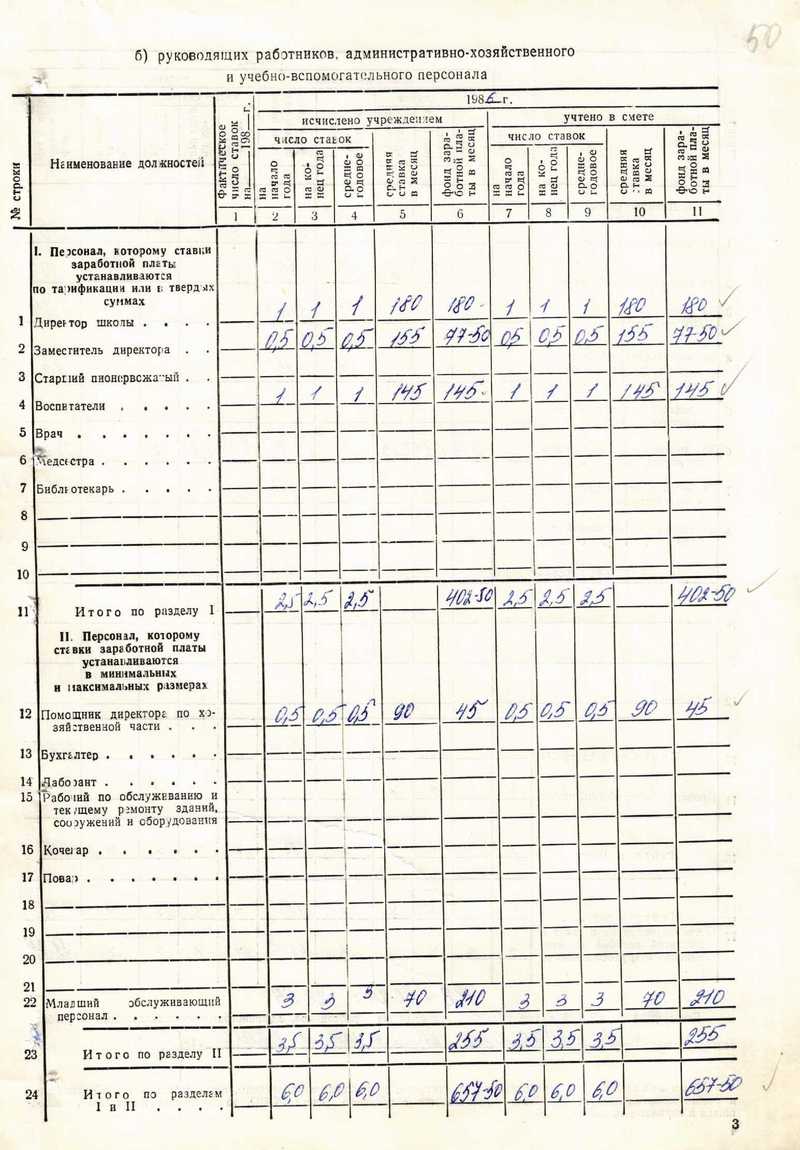 50
б) руководящих работников, административно-хозяйственного
и учебно-вспомогательного персонала
№ строки
Наименование должностей
Фактическое число ставок на 198 г.
1986 г.
исчислено учреждением
учтено в смете
число ставок
средняя ставка в месяц
фонд заработной платы в месяц
число ставок
средняя ставка в месяц
фонд заработной платы в месяц
на начало года
на конец года
среднегодовое
на начало года
на конец года
среднегодовое
1 2 3 4 5 6 7 8 9 10 11
I. Персонал, которому ставки
заработной платы
устанавливаются
по тарификации или в твердых
суммах
1 Директор школы . . . . 1 1 1 180 180- 1 1 1 180 180
2 Заместитель директора . . 0,5 0,5 0,5 155 77-50 0,5 0,5 0,5 155 77-50
3 Старший пионервожатый . .
4 Воспитатели . . . . . 1 1 1 145 145- 1 1 1 145 145
5 Врач . . . . . . .
6 Медсестра . . . . . .
7 Библиотекарь . . . . .
8
9
10
11 Итого по разделу I 2,5 2,5 2,5 402-50 2,5 2,5 2,5 402-50
II. Персонал, которому
ставки заработной платы
устанавливаются
в минимальных
и максимальных размерах
12 Помощник директора по хо- 0,5 0,5 0,5 90 45 0,5 0,5 0,5 90 45
зяйственной части . . .
13 Бухгалтер . . . . . .
14 Лаборант . . . . . .
15 Рабочий по обслуживанию и
текущему ремонту зданий,
сооружений и оборудования
16 Кочегар . . . . . .
17 Повар . . . . . . .
18
19
20
21
22 Младший обслуживающий 3 3 3 70 210 3 3 3 70 210
персонал . . . . . .
23 Итого по разделу II 3,5 3,5 3,5 255 3,5 3,5 3,5 255
24 Итого по разделам 6,0 6,0 6,0 657-50 6,0 6,0 6,0 657-50
I и II . . . .
3